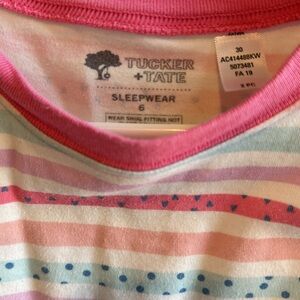 TUCKER
+TATE
SLEEPWEAR
6
WEAR SNUG-FITTING, NOT
30
AC414488KW
5073481
FA 19